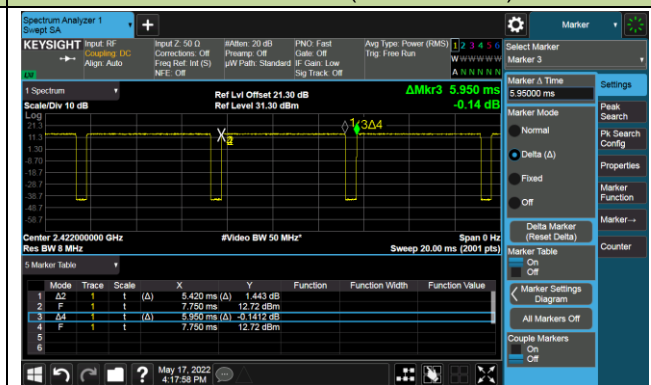 Spectrum Analyzer 1
Swept SA
+
Marker
KEYSIGHT
Input: RF
Coupling: DC
Align: Auto
Input Z: 50 Ω
Corrections: Off
Freq Ref: Int (S)
NFE: Off
#Atten: 20 dB
Preamp: Off
µW Path: Standard
PNO: Fast
Gate: Off
IF Gain: Low
Sig Track: Off
Avg Type: Power (RMS)
Trig: Free Run
1 2 3 4 5 6
W W W W W W
A N N N N N
Select Marker
Marker 3
Marker Δ Time
5.95000 ms
Settings
Peak Search
Pk Search Config
Properties
Marker Function
Marker→
Counter
Marker Mode
Normal
Delta (Δ)
Fixed
Off
Delta Marker
(Reset Delta)
Marker Table
On
Off
Marker Settings
Diagram
All Markers Off
Couple Markers
On
Off
1 Spectrum
Scale/Div 10 dB
Log
Ref Lvl Offset 21.30 dB
Ref Level 31.30 dBm
ΔMkr3 5.950 ms
-0.14 dB
21.3
11.3
1.30
-8.70
-18.7
-28.7
-38.7
-48.7
-58.7
3Δ4
Center 2.422000000 GHz
Res BW 8 MHz
#Video BW 50 MHz*
Span 0 Hz
Sweep 20.00 ms (2001 pts)
5 Marker Table
Mode Trace Scale X Y Function Function Width Function Value
1 Δ2 1 t (Δ) 5.420 ms (Δ) 1.443 dB
2 F 1 t 7.750 ms 12.72 dBm
3 Δ4 1 t (Δ) 5.950 ms (Δ) -0.1412 dB
4 F 1 t 7.750 ms 12.72 dBm
5
6
?
May 17, 2022
4:17:58 PM